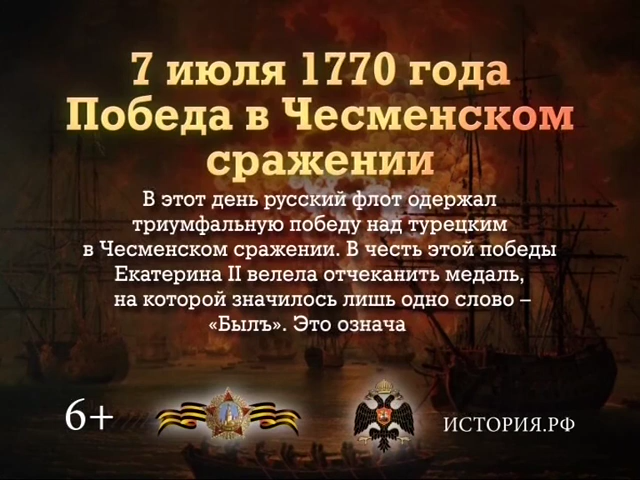 7 июля 1770 года
Победа в Чесменском
сражении
В этот день русский флот одержал
триумфальную победу над турецким
в Чесменском сражении. В честь этой победы
Екатерина II велела отчеканить медаль,
на которой значилось лишь одно слово –
«Былъ». Это означа
6+
ИСТОРИЯ.РФ